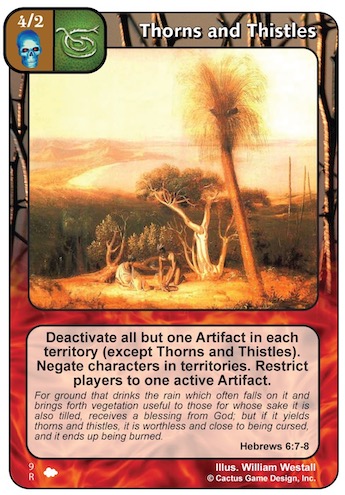 4/2
Thorns and Thistles
Deactivate all but one Artifact in each
territory (except Thorns and Thistles).
Negate characters in territories. Restrict
players to one active Artifact.
For ground that drinks the rain which often falls on it and
brings forth vegetation useful to those for whose sake it is
also tilled, receives a blessing from God; but if it yields
thorns and thistles, it is worthless and close to being cursed,
and it ends up being burned.
Hebrews 6:7-8
9
R
Illus. William Westall
© Cactus Game Design, Inc.